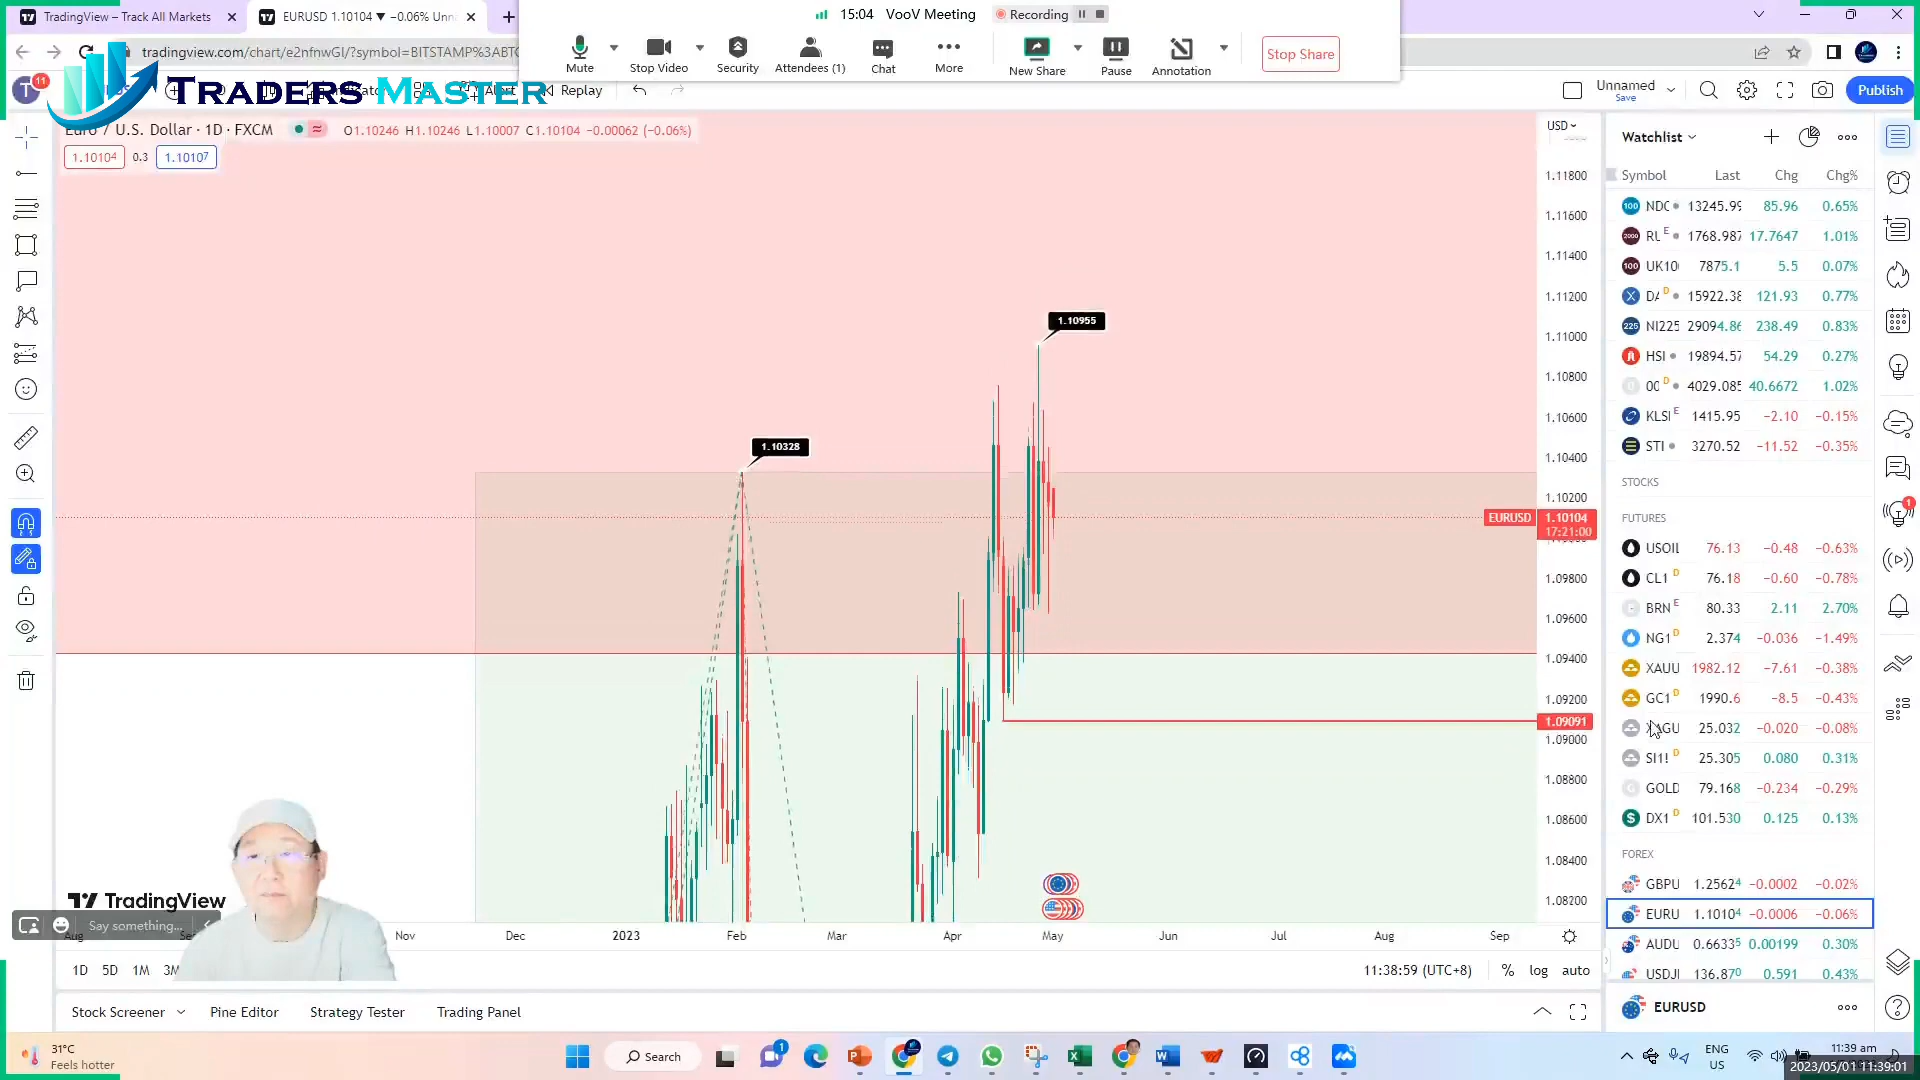 TradingView – Track All Markets
EURUSD 1.10104 ▼ −0.06% Unn
15:04 VooV Meeting Recording
tradingview.com/chart/e2nfnwGI/?symbol=BITSTAMP%3ABTC
Mute
Stop Video
Security
Attendees (1)
Chat
More
New Share
Pause
Annotation
Stop Share
T 11
TRADERS MASTER
Alert
Replay
Unnamed
Save
Publish
Euro / U.S. Dollar · 1D · FXCM
O1.10246 H1.10246 L1.10007 C1.10104 −0.00062 (−0.06%)
1.10104 0.3 1.10107
USD
1.11800
1.11600
1.11400
1.11200
1.11000
1.10800
1.10600
1.10400
1.10200
EURUSD 1.10104
17:21:00
1.09800
1.09600
1.09400
1.09200
1.09091
1.09000
1.08800
1.08600
1.08400
1.08200
1.10955
1.10328
Watchlist
Symbol Last Chg Chg%
NDC 13245.99 85.96 0.65%
RU E 1768.987 17.7647 1.01%
UK10 7875.1 5.5 0.07%
DA D 15922.38 121.93 0.77%
NI225 29094.86 238.49 0.83%
HSI 19894.57 54.29 0.27%
00 D 4029.085 40.6672 1.02%
KLSI E 1415.95 −2.10 −0.15%
STI 3270.52 −11.52 −0.35%
STOCKS
FUTURES
USOIL 76.13 −0.48 −0.63%
CL1 D 76.18 −0.60 −0.78%
BRN E 80.33 2.11 2.70%
NG1 D 2.374 −0.036 −1.49%
XAUU 1982.12 −7.61 −0.38%
GC1 D 1990.6 −8.5 −0.43%
XAGU 25.032 −0.020 −0.08%
SI1! D 25.305 0.080 0.31%
GOLD 79.168 −0.234 −0.29%
DX1 D 101.530 0.125 0.13%
FOREX
GBPU 1.25624 −0.0002 −0.02%
EURU 1.10104 −0.0006 −0.06%
AUDU 0.66335 0.00199 0.30%
USDJI 136.870 0.591 0.43%
EURUSD
TradingView
Say something...
Aug
Nov Dec 2023 Feb Mar Apr May Jun Jul Aug Sep
1D 5D 1M 3M
11:38:59 (UTC+8) % log auto
Stock Screener Pine Editor Strategy Tester Trading Panel
31°C
Feels hotter
Search
ENG
US
11:39 am
2023/05/01 11:39:01